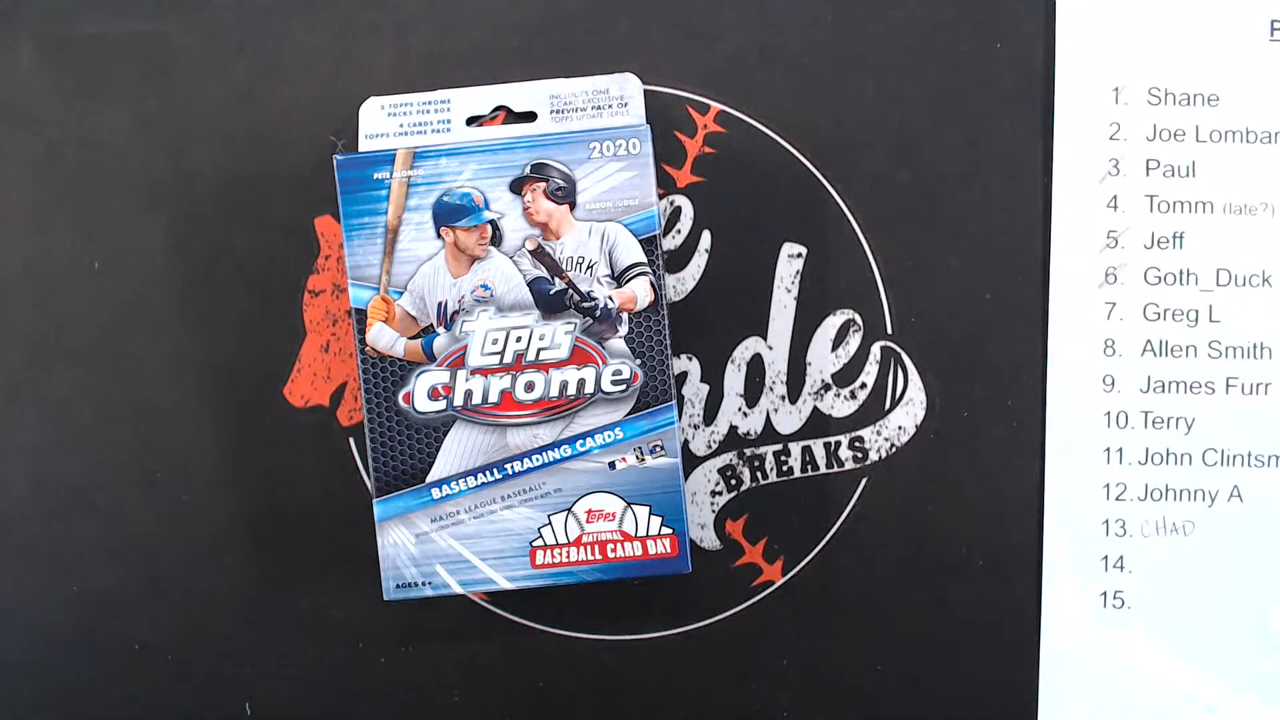 5 TOPPS CHROME
PACKS PER BOX
4 CARDS PER
TOPPS CHROME PACK
INCLUDES ONE
5-CARD EXCLUSIVE
PREVIEW PACK OF
TOPPS UPDATE SERIES
2020
PETE ALONSO
AARON JUDGE
Mets
YORK
TOPPS
Chrome
BASEBALL TRADING CARDS
MAJOR LEAGUE BASEBALL
TOPPS
NATIONAL
BASEBALL CARD DAY
AGES 6+
BREAKS
1. Shane
2. Joe Lombar
3. Paul
4. Tomm (late?)
5. Jeff
6. Goth_Duck
7. Greg L
8. Allen Smith
9. James Furr
10. Terry
11. John Clintsm
12. Johnny A
13. CHAD
14.
15.